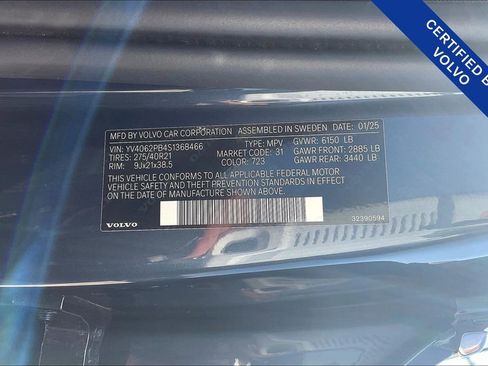 CERTIFIED BY
VOLVO
MFD BY VOLVO CAR CORPORATION ASSEMBLED IN SWEDEN DATE: 01/25
VIN: YV4062PB4S1368466 TYPE: MPV GVWR: 6150 LB
TIRES: 275/40R21 MARKET CODE: 31 GAWR FRONT: 2885 LB
RIM: 9Jx21x38.5 COLOR: 723 GAWR REAR: 3440 LB
THIS VEHICLE CONFORMS TO ALL APPLICABLE FEDERAL MOTOR
VEHICLE SAFETY AND THEFT PREVENTION STANDARDS IN EFFECT
ON THE DATE OF MANUFACTURE SHOWN ABOVE.
VOLVO 32390594